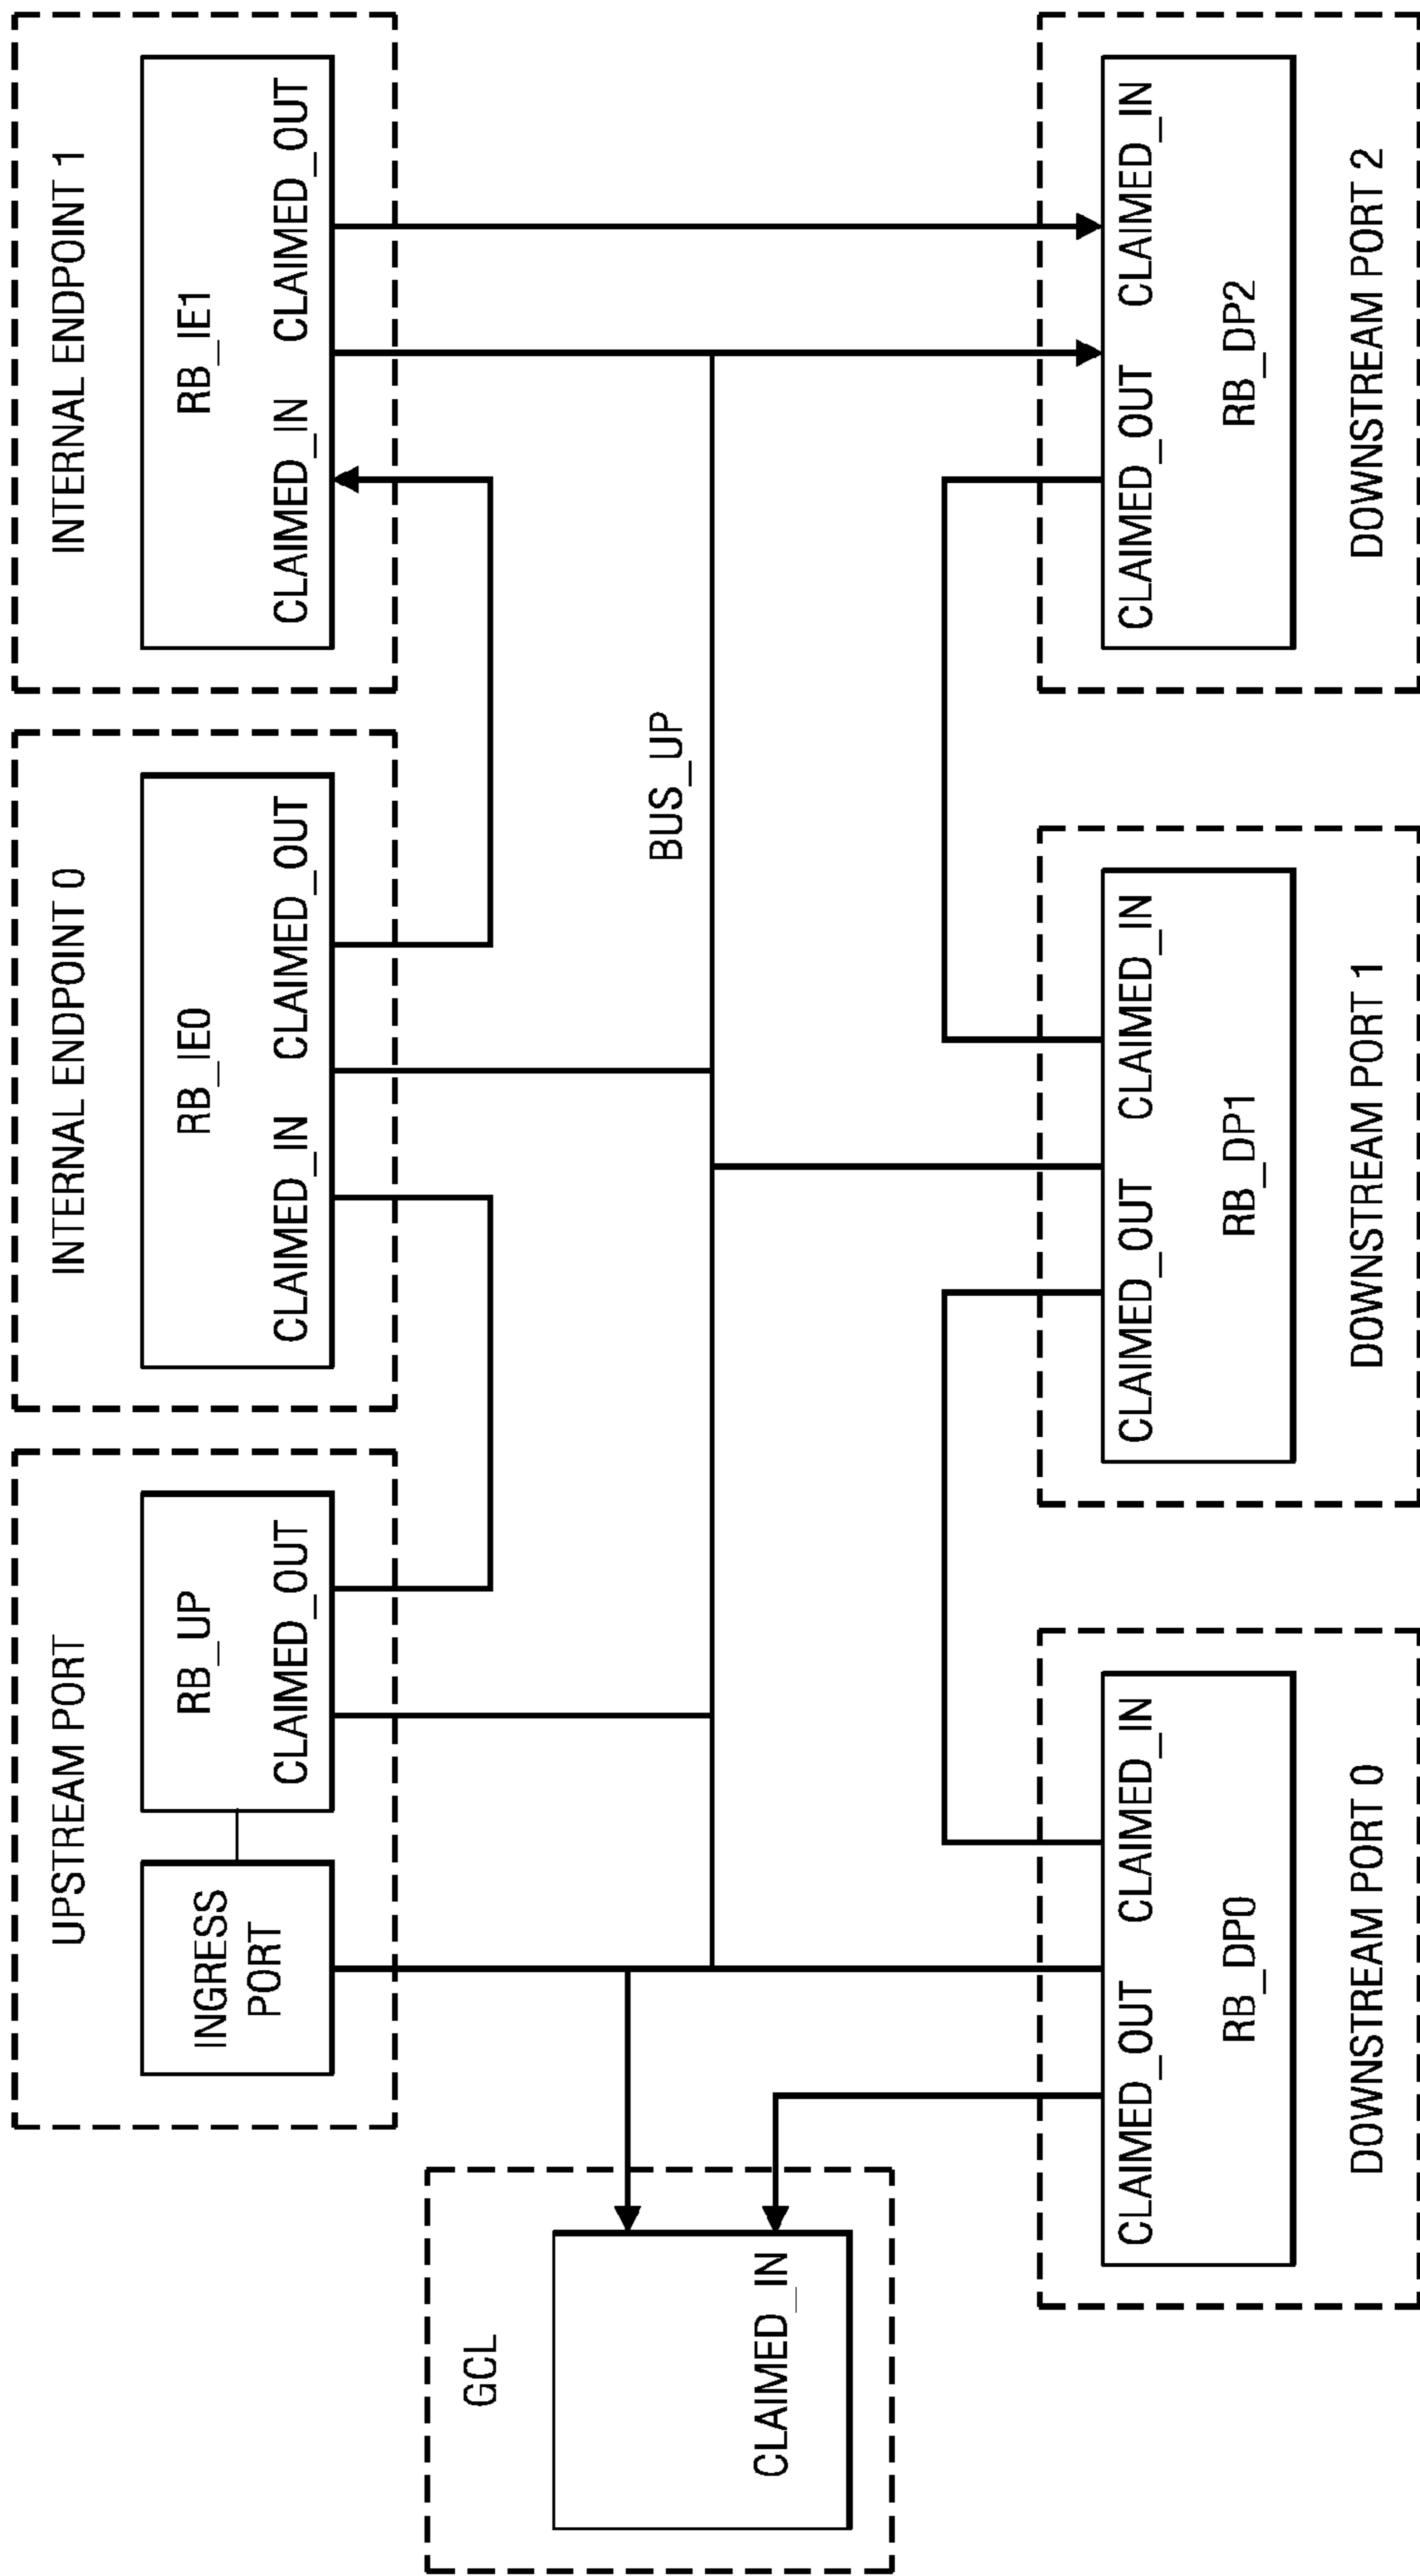 UPSTREAM PORT
INGRESS
PORT
RB_UP
CLAIMED_OUT
INTERNAL ENDPOINT 0
RB_IE0
CLAIMED_IN CLAIMED_OUT
INTERNAL ENDPOINT 1
RB_IE1
CLAIMED_IN CLAIMED_OUT
GCL
CLAIMED_IN
BUS_UP
CLAIMED_OUT CLAIMED_IN
RB_DP0
DOWNSTREAM PORT 0
CLAIMED_OUT CLAIMED_IN
RB_DP1
DOWNSTREAM PORT 1
CLAIMED_OUT CLAIMED_IN
RB_DP2
DOWNSTREAM PORT 2